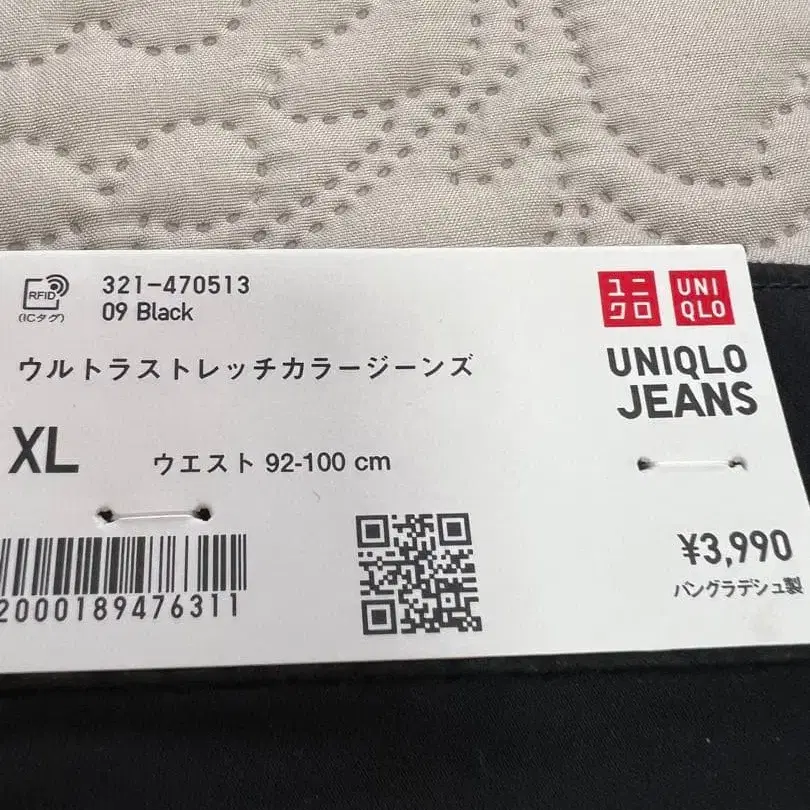 RFID
(ICタグ)
321-470513
09 Black
ウルトラストレッチカラージーンズ
XL
ウエスト 92-100 cm
2000189476311
ユニ
クロ
UNI
QLO
UNIQLO
JEANS
¥3,990
バングラデシュ製